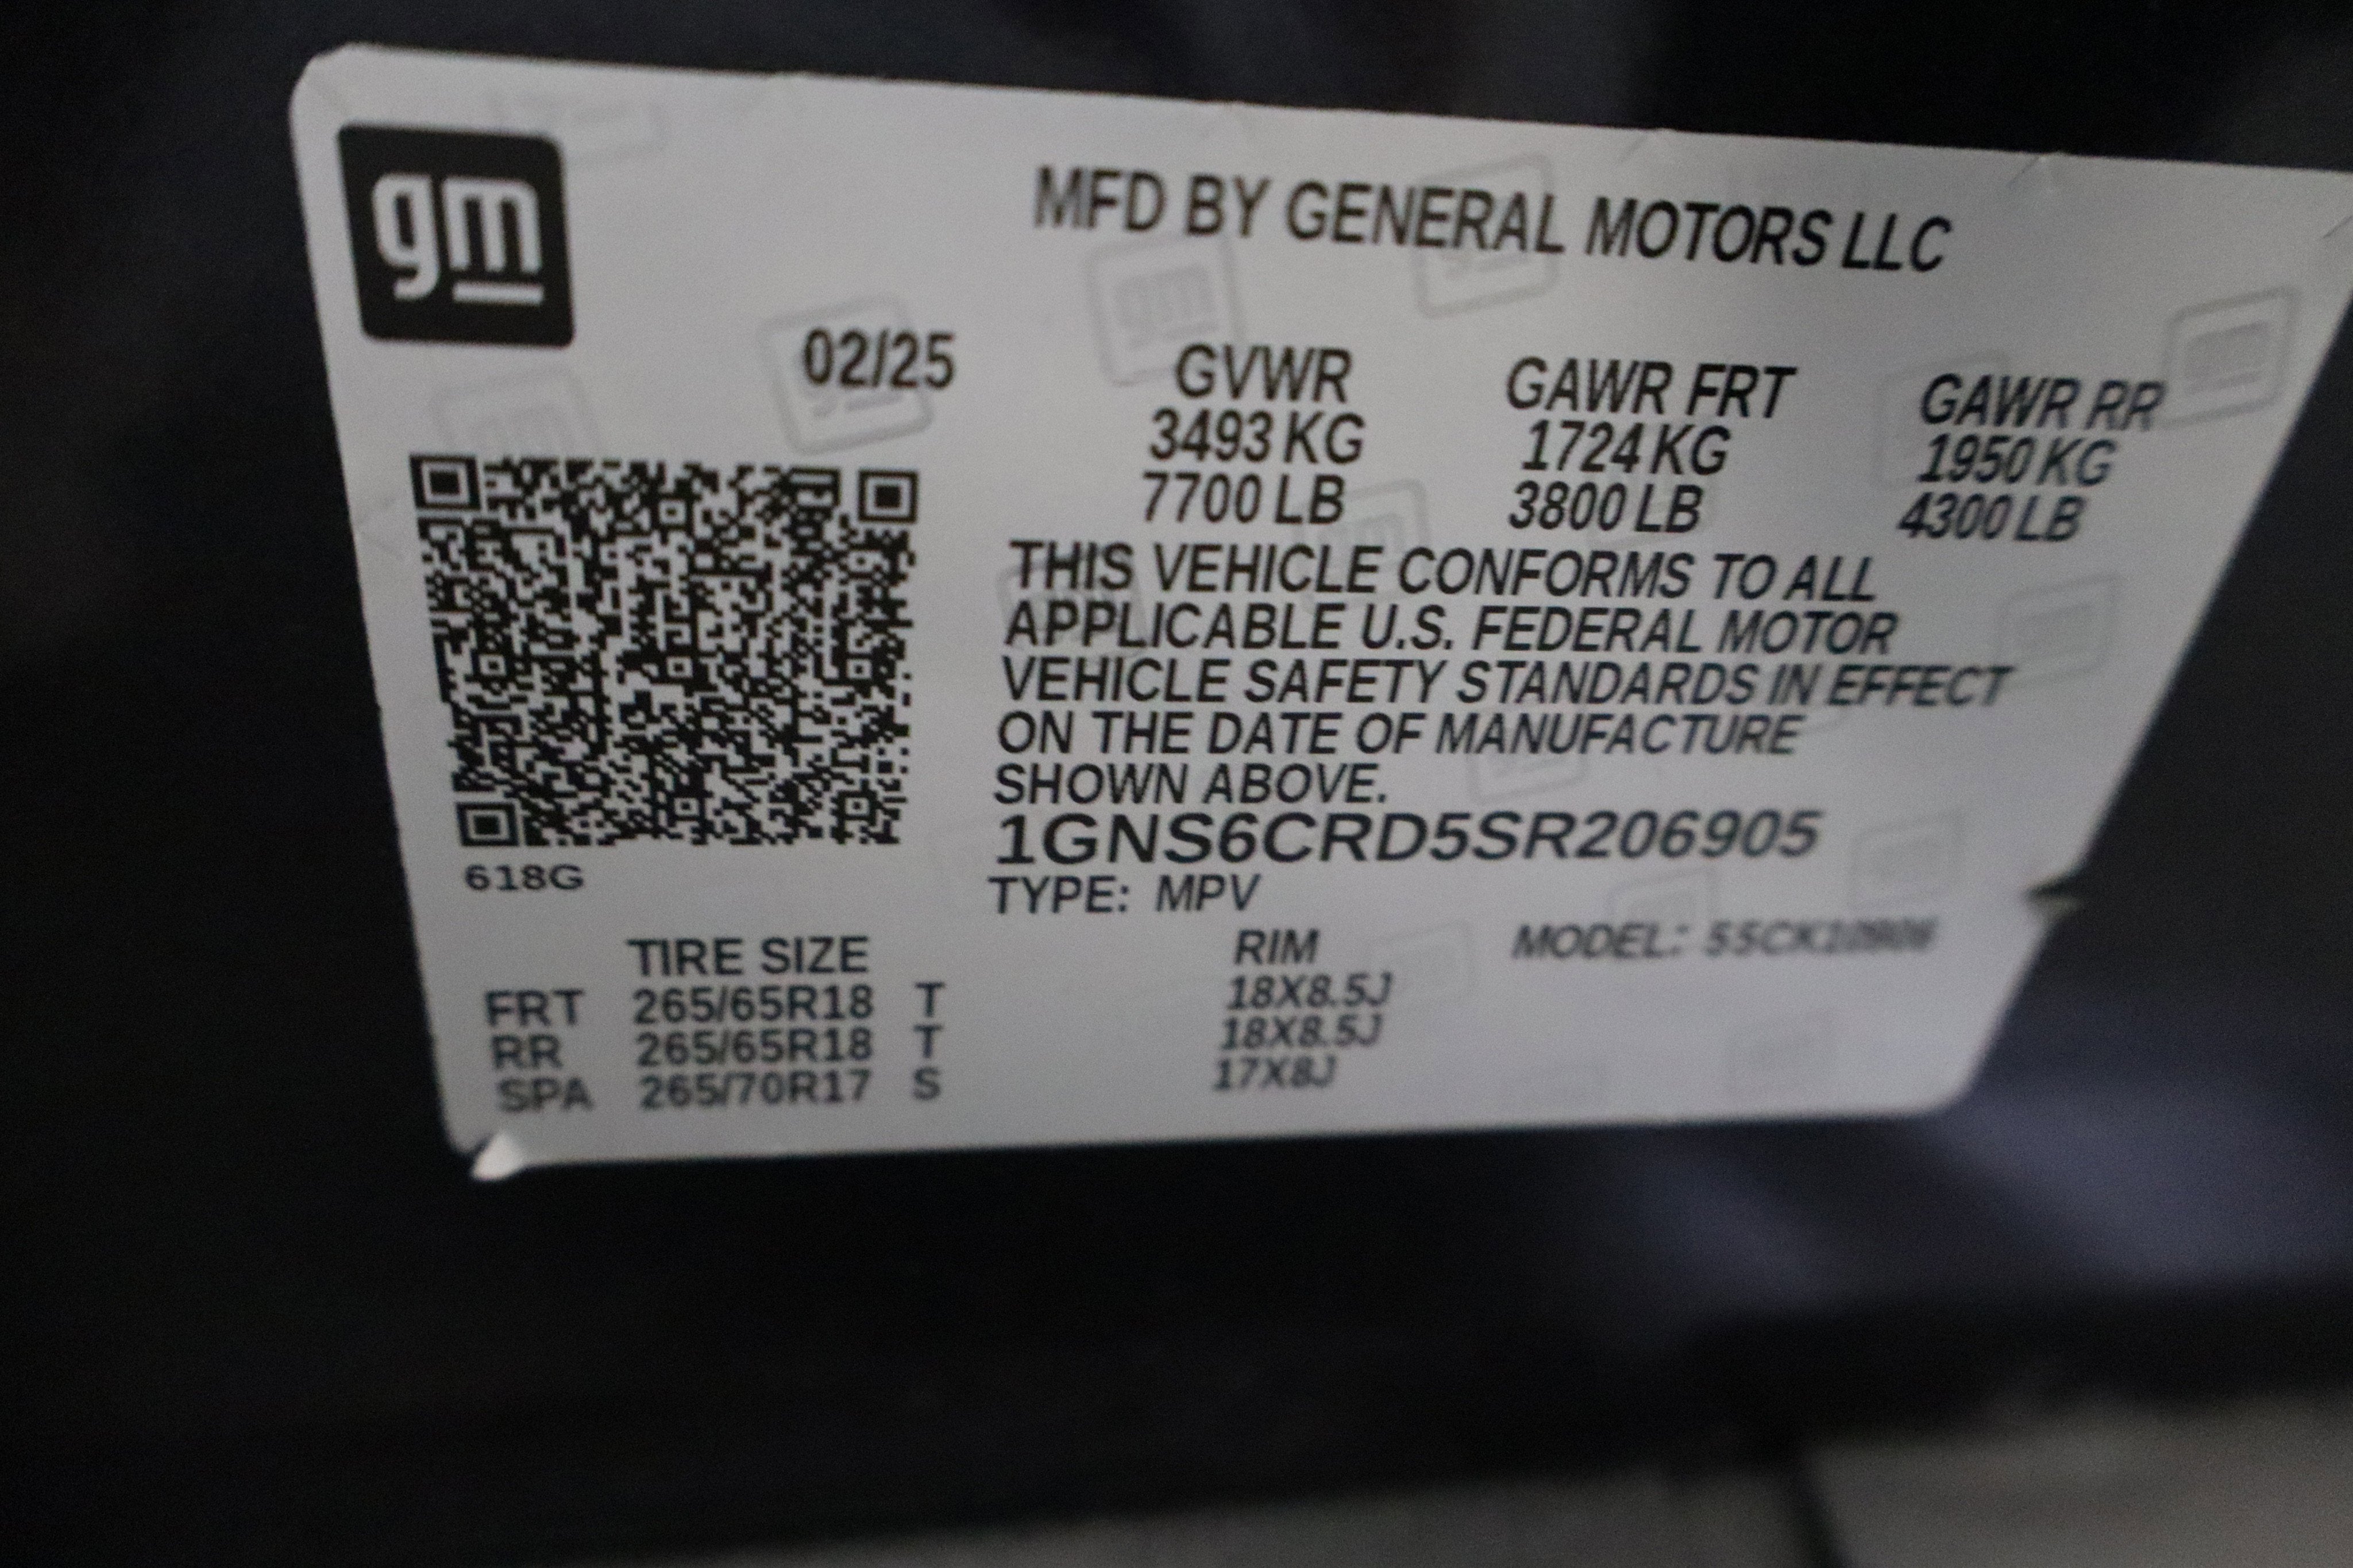 gm
MFD BY GENERAL MOTORS LLC
02/25
GVWR GAWR FRT GAWR RR
3493 KG 1724 KG 1950 KG
7700 LB 3800 LB 4300 LB
THIS VEHICLE CONFORMS TO ALL
APPLICABLE U.S. FEDERAL MOTOR
VEHICLE SAFETY STANDARDS IN EFFECT
ON THE DATE OF MANUFACTURE
SHOWN ABOVE.
1GNS6CRD5SR206905
618G
TYPE: MPV
MODEL:
TIRE SIZE RIM
FRT 265/65R18 T 18X8.5J
RR 265/65R18 T 18X8.5J
SPA 265/70R17 S 17X8J